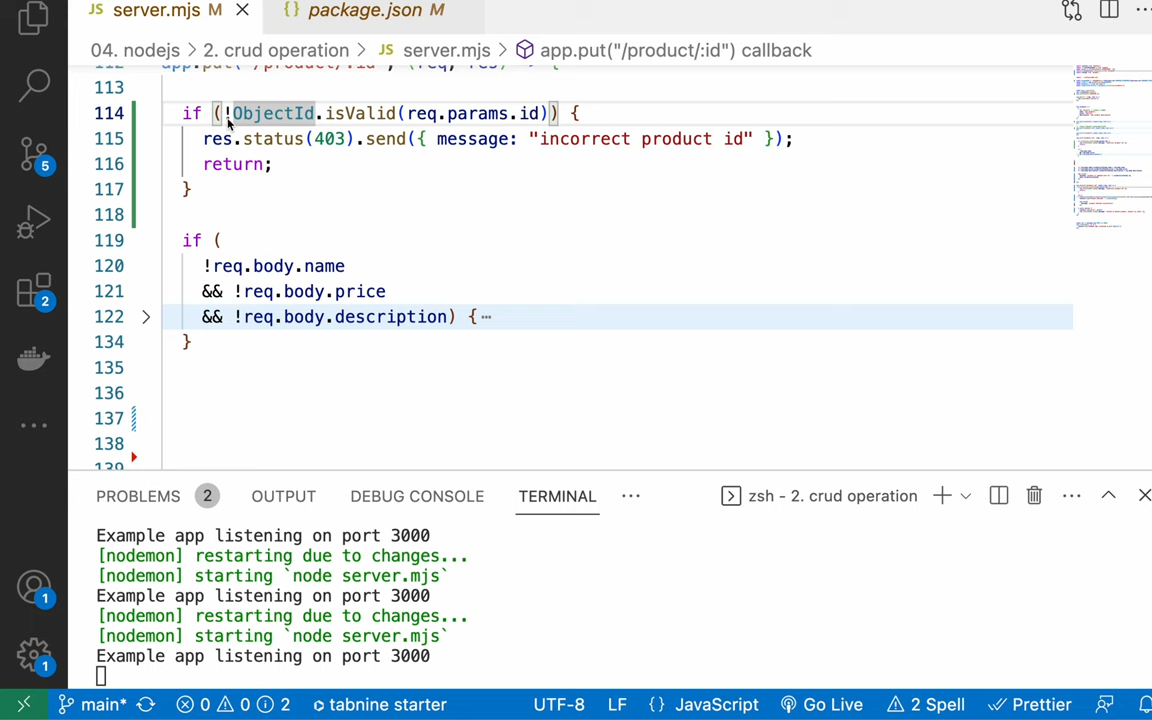 JS server.mjs M {} package.json M
04. nodejs > 2. crud operation > JS server.mjs > app.put("/product/:id") callback
112 app.put("/product/:id", (req, res) => {
113
114 if (!ObjectId.isValid(req.params.id)) {
115 res.status(403).send({ message: "incorrect product id" });
116 return;
117 }
118
119 if (
120 !req.body.name
121 && !req.body.price
122 && !req.body.description) { ⋯
134 }
135
136
137
138
139
5
2
PROBLEMS 2 OUTPUT DEBUG CONSOLE TERMINAL ⋯ zsh - 2. crud operation
Example app listening on port 3000
[nodemon] restarting due to changes...
[nodemon] starting `node server.mjs`
Example app listening on port 3000
[nodemon] restarting due to changes...
[nodemon] starting `node server.mjs`
Example app listening on port 3000
1
1
main* 0 0 2 tabnine starter UTF-8 LF {} JavaScript Go Live 2 Spell Prettier